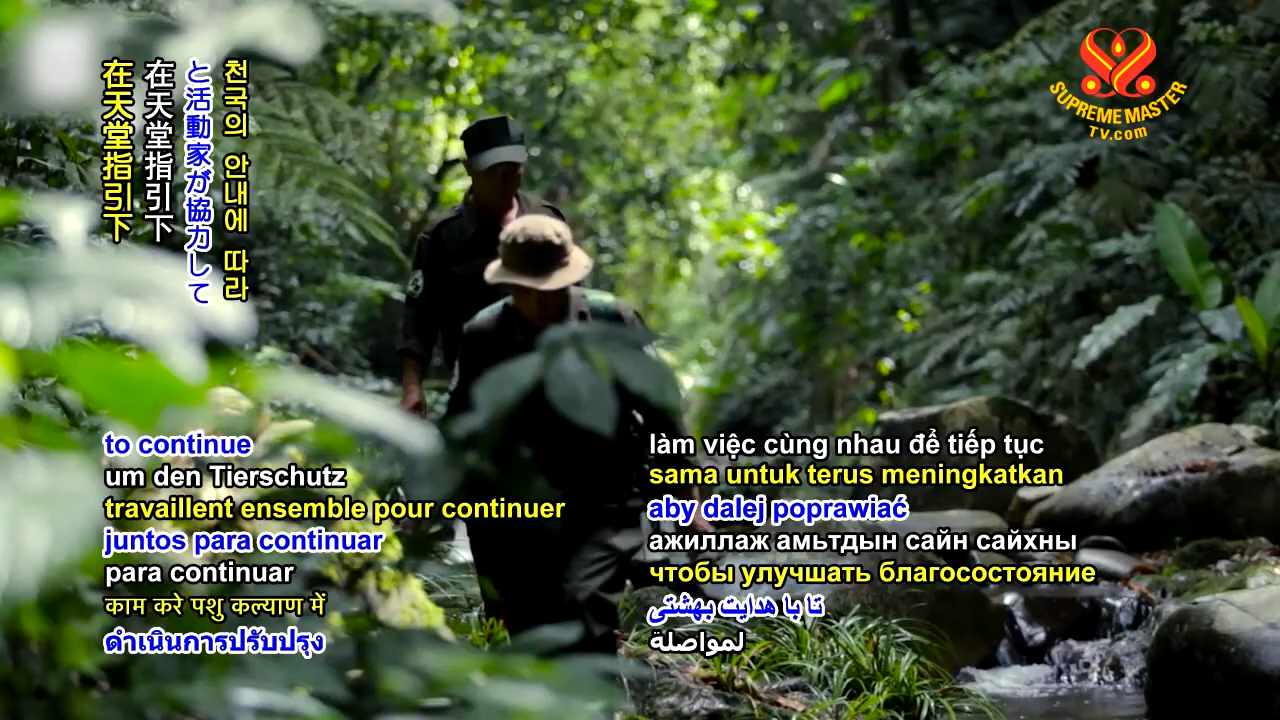 在天堂指引下
在天堂指引下
と活動家が協力して
천국의 안내에 따라
SUPREME MASTER
TV.com
to continue
um den Tierschutz
travaillent ensemble pour continuer
juntos para continuar
para continuar
काम करे पशु कल्याण में
ดำเนินการปรับปรุง
làm việc cùng nhau để tiếp tục
sama untuk terus meningkatkan
aby dalej poprawiać
ажиллаж амьтдын сайн сайхны
чтобы улучшать благосостояние
تا با هدایت بهشتی
لمواصلة